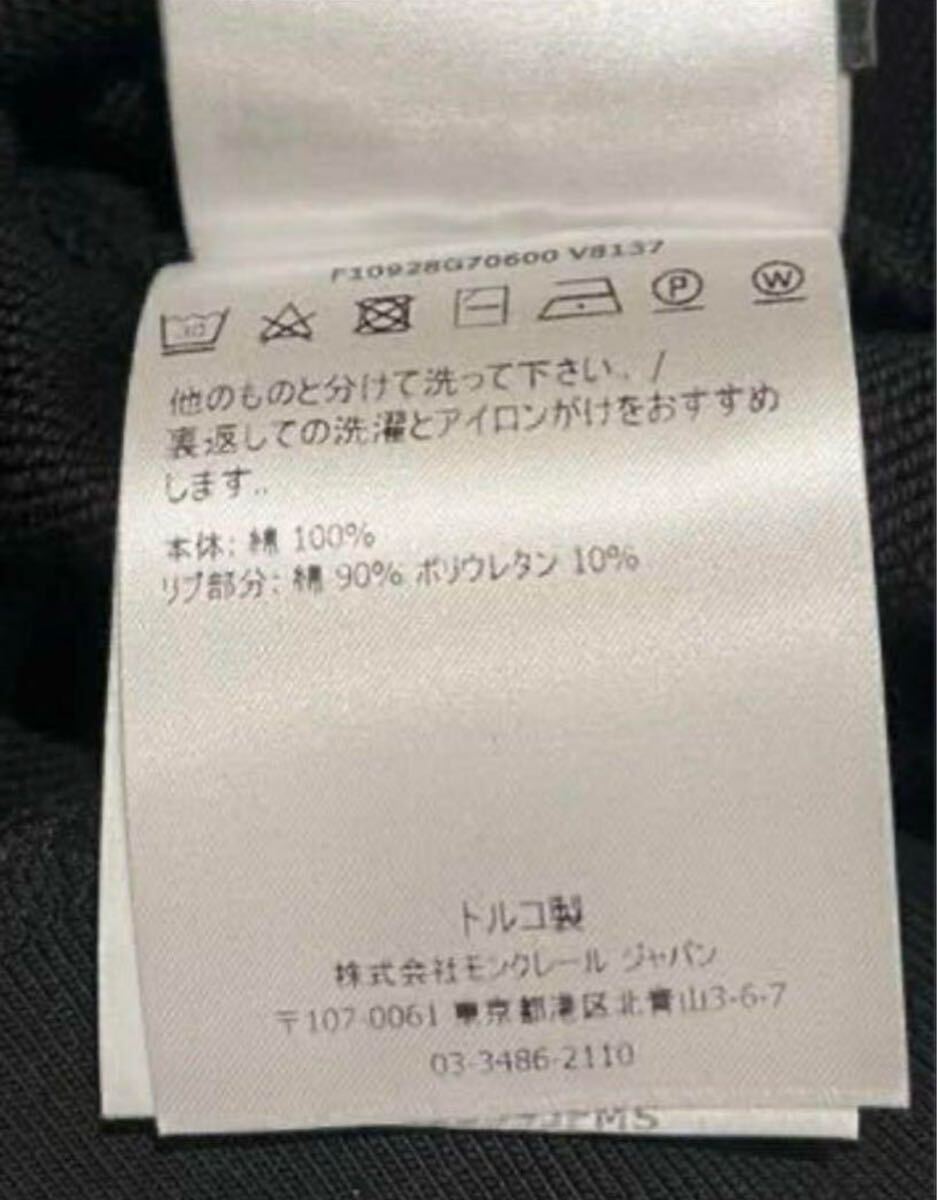 F10928G70600 V8137
30
P
W
他のものと分けて洗って下さい. /
裏返しての洗濯とアイロンがけをおすすめ
します..
本体: 綿 100%
リブ部分: 綿 90% ポリウレタン 10%
トルコ製
株式会社モンクレール ジャパン
〒107-0061 東京都港区北青山3-6-7
03-3486-2110